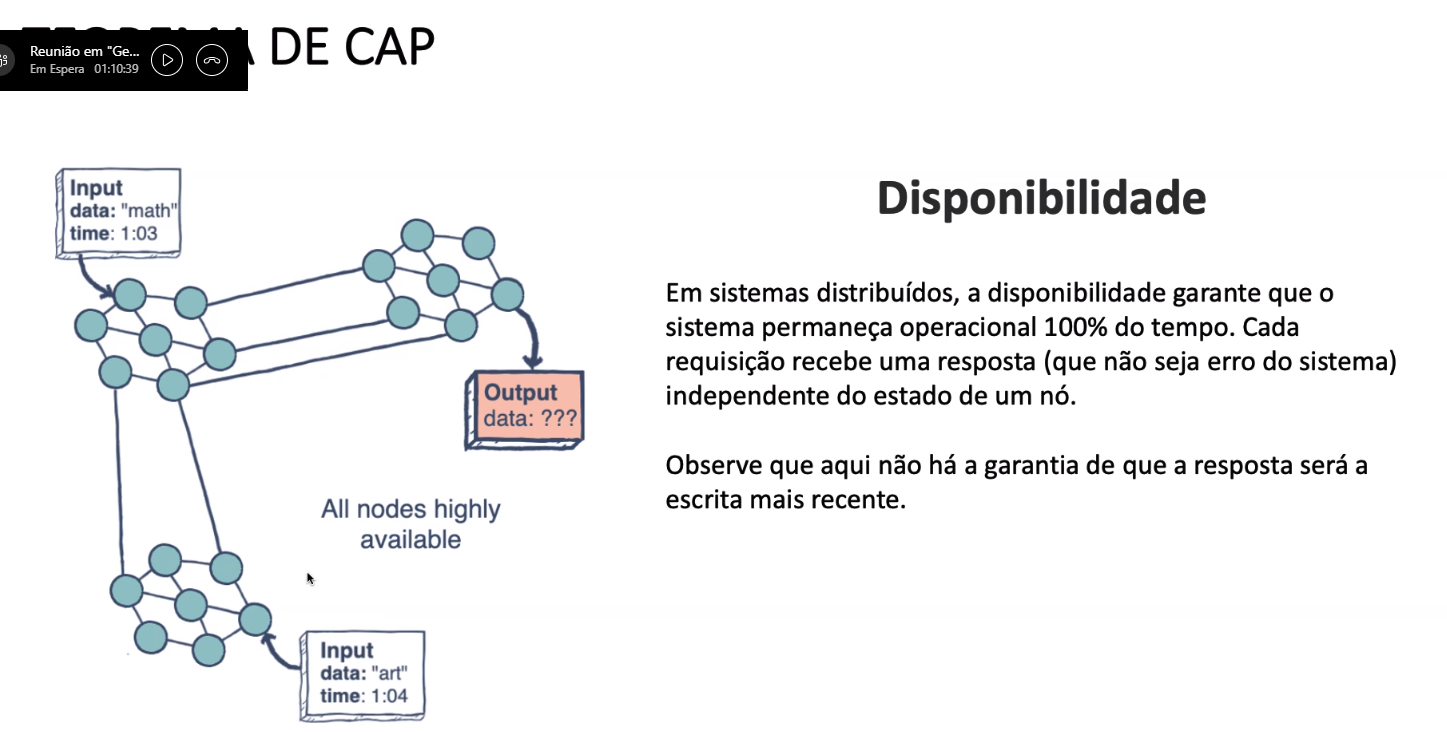 DE CAP
Reunião em "Ge...
Em Espera 01:10:39
Input
data: "math"
time: 1:03
Output
data: ???
All nodes highly
available
Input
data: "art"
time: 1:04
Disponibilidade
Em sistemas distribuídos, a disponibilidade garante que o
sistema permaneça operacional 100% do tempo. Cada
requisição recebe uma resposta (que não seja erro do sistema)
independente do estado de um nó.
Observe que aqui não há a garantia de que a resposta será a
escrita mais recente.